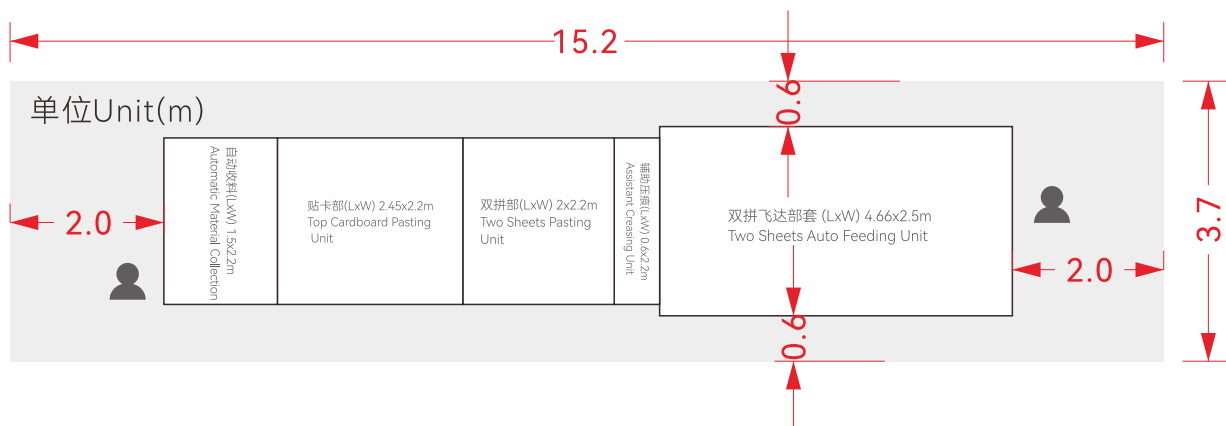 15.2
单位Unit(m)
0.6
自动收料(LxW) 1.5x2.2m
Automatic Material Collection
贴卡部(LxW) 2.45x2.2m
Top Cardboard Pasting
Unit
双拼部(LxW) 2x2.2m
Two Sheets Pasting
Unit
辅助压痕(LxW) 0.6x2.2m
Assistant Creasing Unit
双拼飞达部套 (LxW) 4.66x2.5m
Two Sheets Auto Feeding Unit
2.0
2.0
3.7
0.6